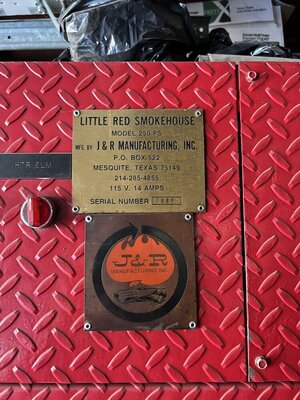 LITTLE RED SMOKEHOUSE
MODEL 250 FS
MFG. BY J & R MANUFACTURING, INC.
P.O. BOX 522
MESQUITE, TEXAS 75149
214-285-4855
115 V. 14 AMPS
SERIAL NUMBER
HTR ELM
J&R
MANUFACTURING INC.